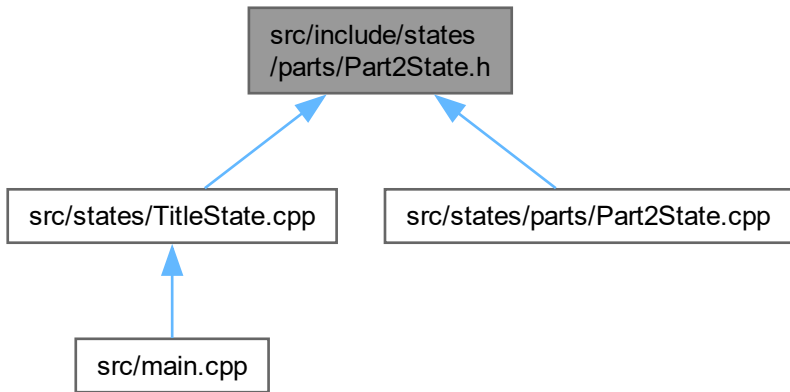 src/include/states
/parts/Part2State.h
src/states/TitleState.cpp
src/states/parts/Part2State.cpp
src/main.cpp